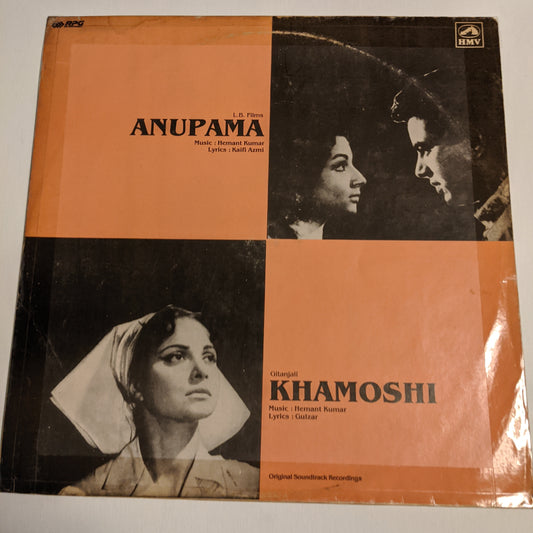 RPG
HMV
L.B. Films
ANUPAMA
Music : Hemant Kumar
Lyrics : Kaifi Azmi
Gitanjali
KHAMOSHI
Music : Hemant Kumar
Lyrics : Gulzar
Original Soundtrack Recordings